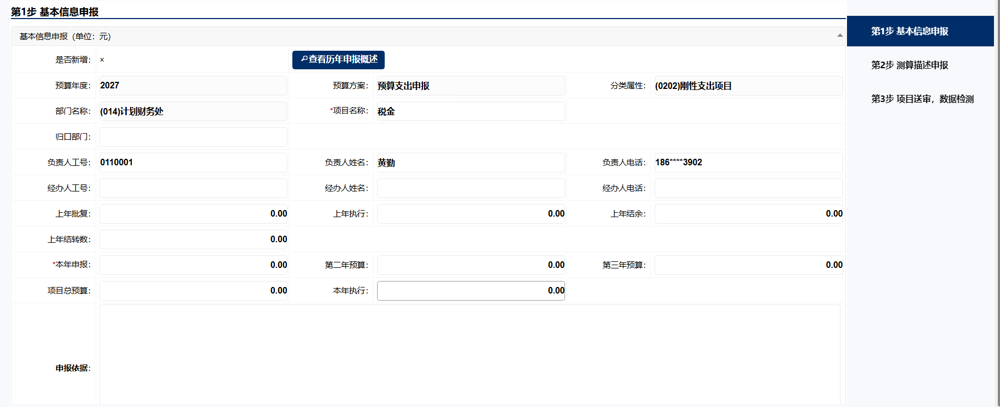 第1步 基本信息申报
基本信息申报（单位：元）
是否新增： × 查看历年申报概述
预算年度： 2027 预算方案： 预算支出申报 分类属性： (0202)刚性支出项目
部门名称： (014)计划财务处 *项目名称： 税金
归口部门：
负责人工号： 0110001 负责人姓名： 黄勤 负责人电话： 186****3902
经办人工号： 经办人姓名： 经办人电话：
上年批复： 0.00 上年执行： 0.00 上年结余： 0.00
上年结转数： 0.00
*本年申报： 0.00 第二年预算： 0.00 第三年预算： 0.00
项目总预算： 0.00 本年执行： 0.00
申报依据：
第1步 基本信息申报
第2步 测算描述申报
第3步 项目送审，数据检测